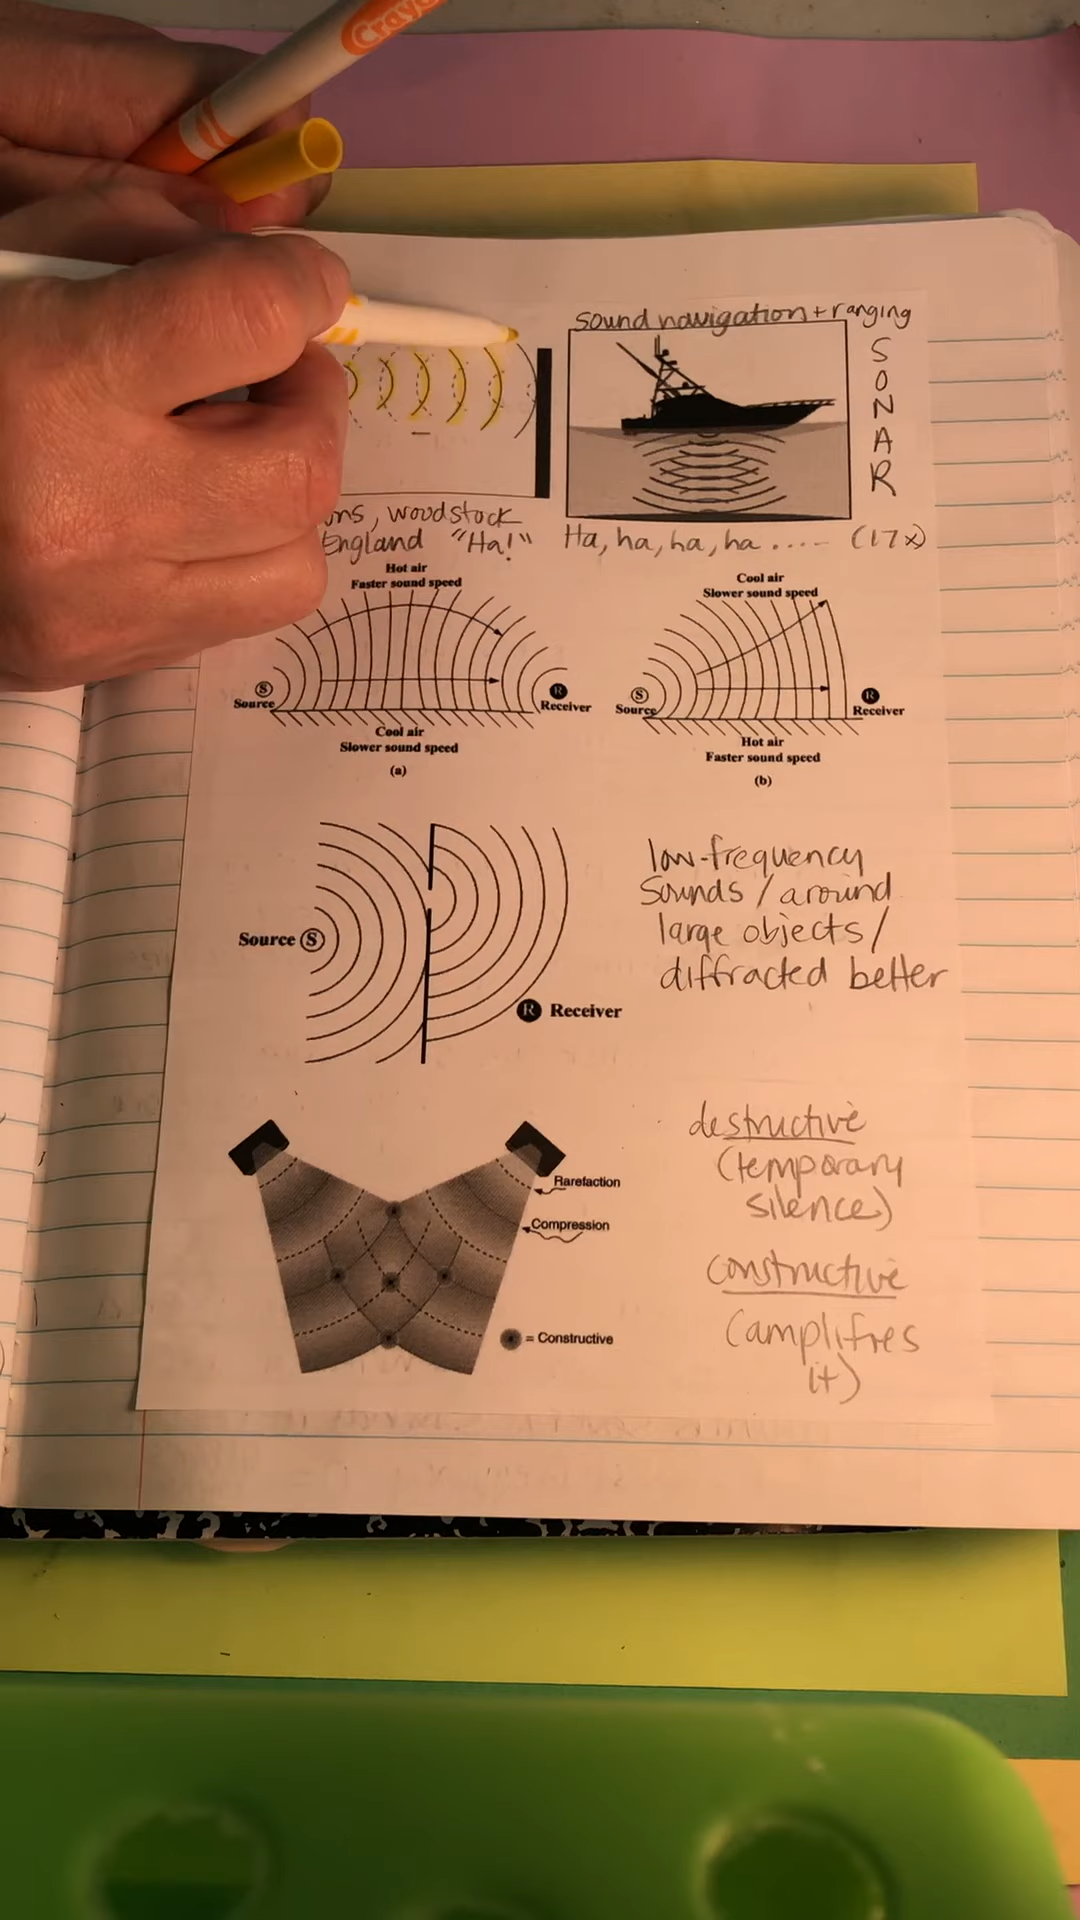 sound navigation + ranging
S
O
N
A
R
woodstock
England "Ha!"
Ha, ha, ha, ha ..... (17x)
Hot air
Faster sound speed
S
Source
R
Receiver
Cool air
Slower sound speed
(a)
Cool air
Slower sound speed
S
Source
R
Receiver
Hot air
Faster sound speed
(b)
Source S
R Receiver
low-frequency
sounds / around
large objects /
diffracted better
Rarefaction
Compression
= Constructive
destructive
(temporary
silence)
constructive
(amplifies
it)